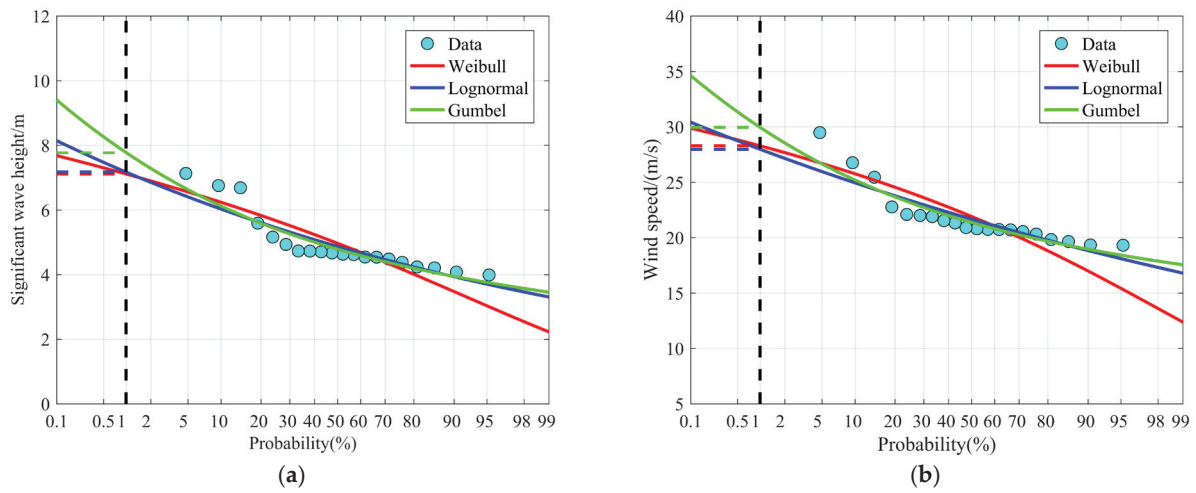 a
12
10
8
6
4
2
0
Significant wave height/m
Data
Weibull
Lognormal
Gumbel
0.1 0.5 1 2 5 10 20 30 40 50 60 70 80 90 95 98 99
Probability(%)
(a)
b
40
35
30
25
20
15
10
5
Wind speed/(m/s)
Data
Weibull
Lognormal
Gumbel
0.1 0.5 1 2 5 10 20 30 40 50 60 70 80 90 95 98 99
Probability(%)
(b)